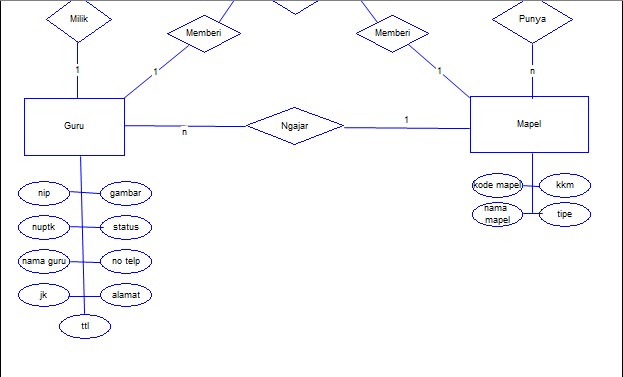 Milik
Memberi
Memberi
Punya
1
1
1
n
Guru
n
Ngajar
1
Mapel
nip
gambar
kode mapel
kkm
nuptk
status
nama
mapel
tipe
nama guru
no telp
jk
alamat
ttl